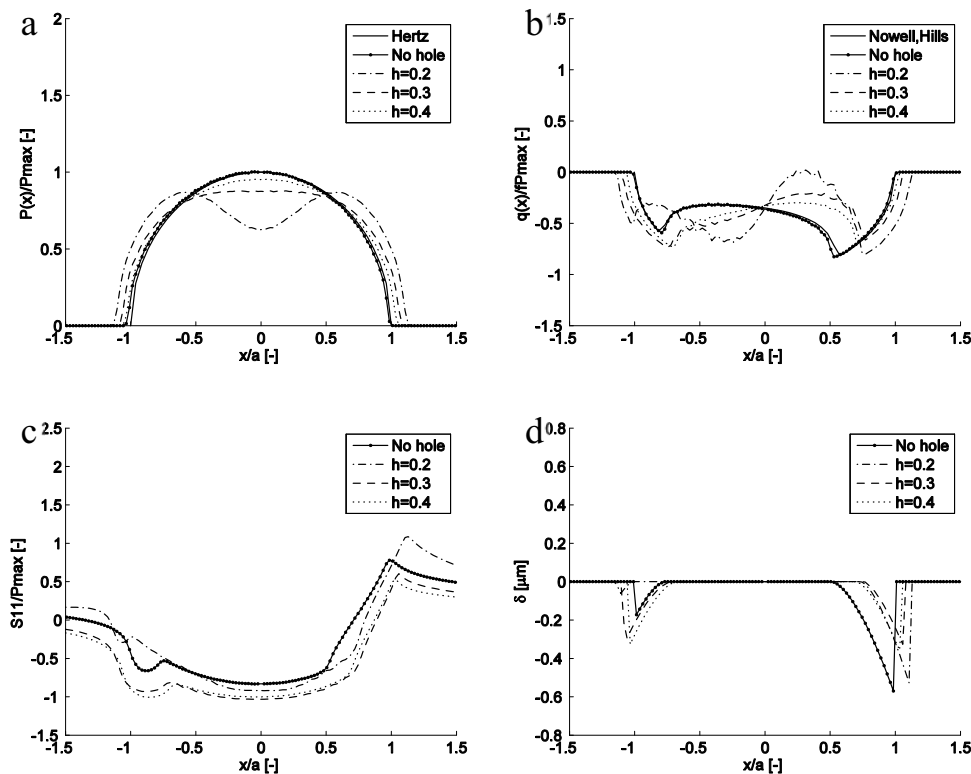 a
Hertz
No hole
h=0.2
h=0.3
h=0.4
2
1.5
1
0.5
0
P(x)/Pmax [-]
-1.5
-1
-0.5
0
0.5
1
1.5
x/a [-]
b
Nowell,Hills
No hole
h=0.2
h=0.3
h=0.4
1.5
1
0.5
0
-0.5
-1
-1.5
q(x)/fPmax [-]
-1.5
-1
-0.5
0
0.5
1
1.5
x/a [-]
c
No hole
h=0.2
h=0.3
h=0.4
2.5
2
1.5
1
0.5
0
-0.5
-1
-1.5
S11/Pmax [-]
-1.5
-1
-0.5
0
0.5
1
1.5
x/a [-]
d
No hole
h=0.2
h=0.3
h=0.4
0.8
0.6
0.4
0.2
0
-0.2
-0.4
-0.6
-0.8
δ [µm]
-1.5
-1
-0.5
0
0.5
1
1.5
x/a [-]